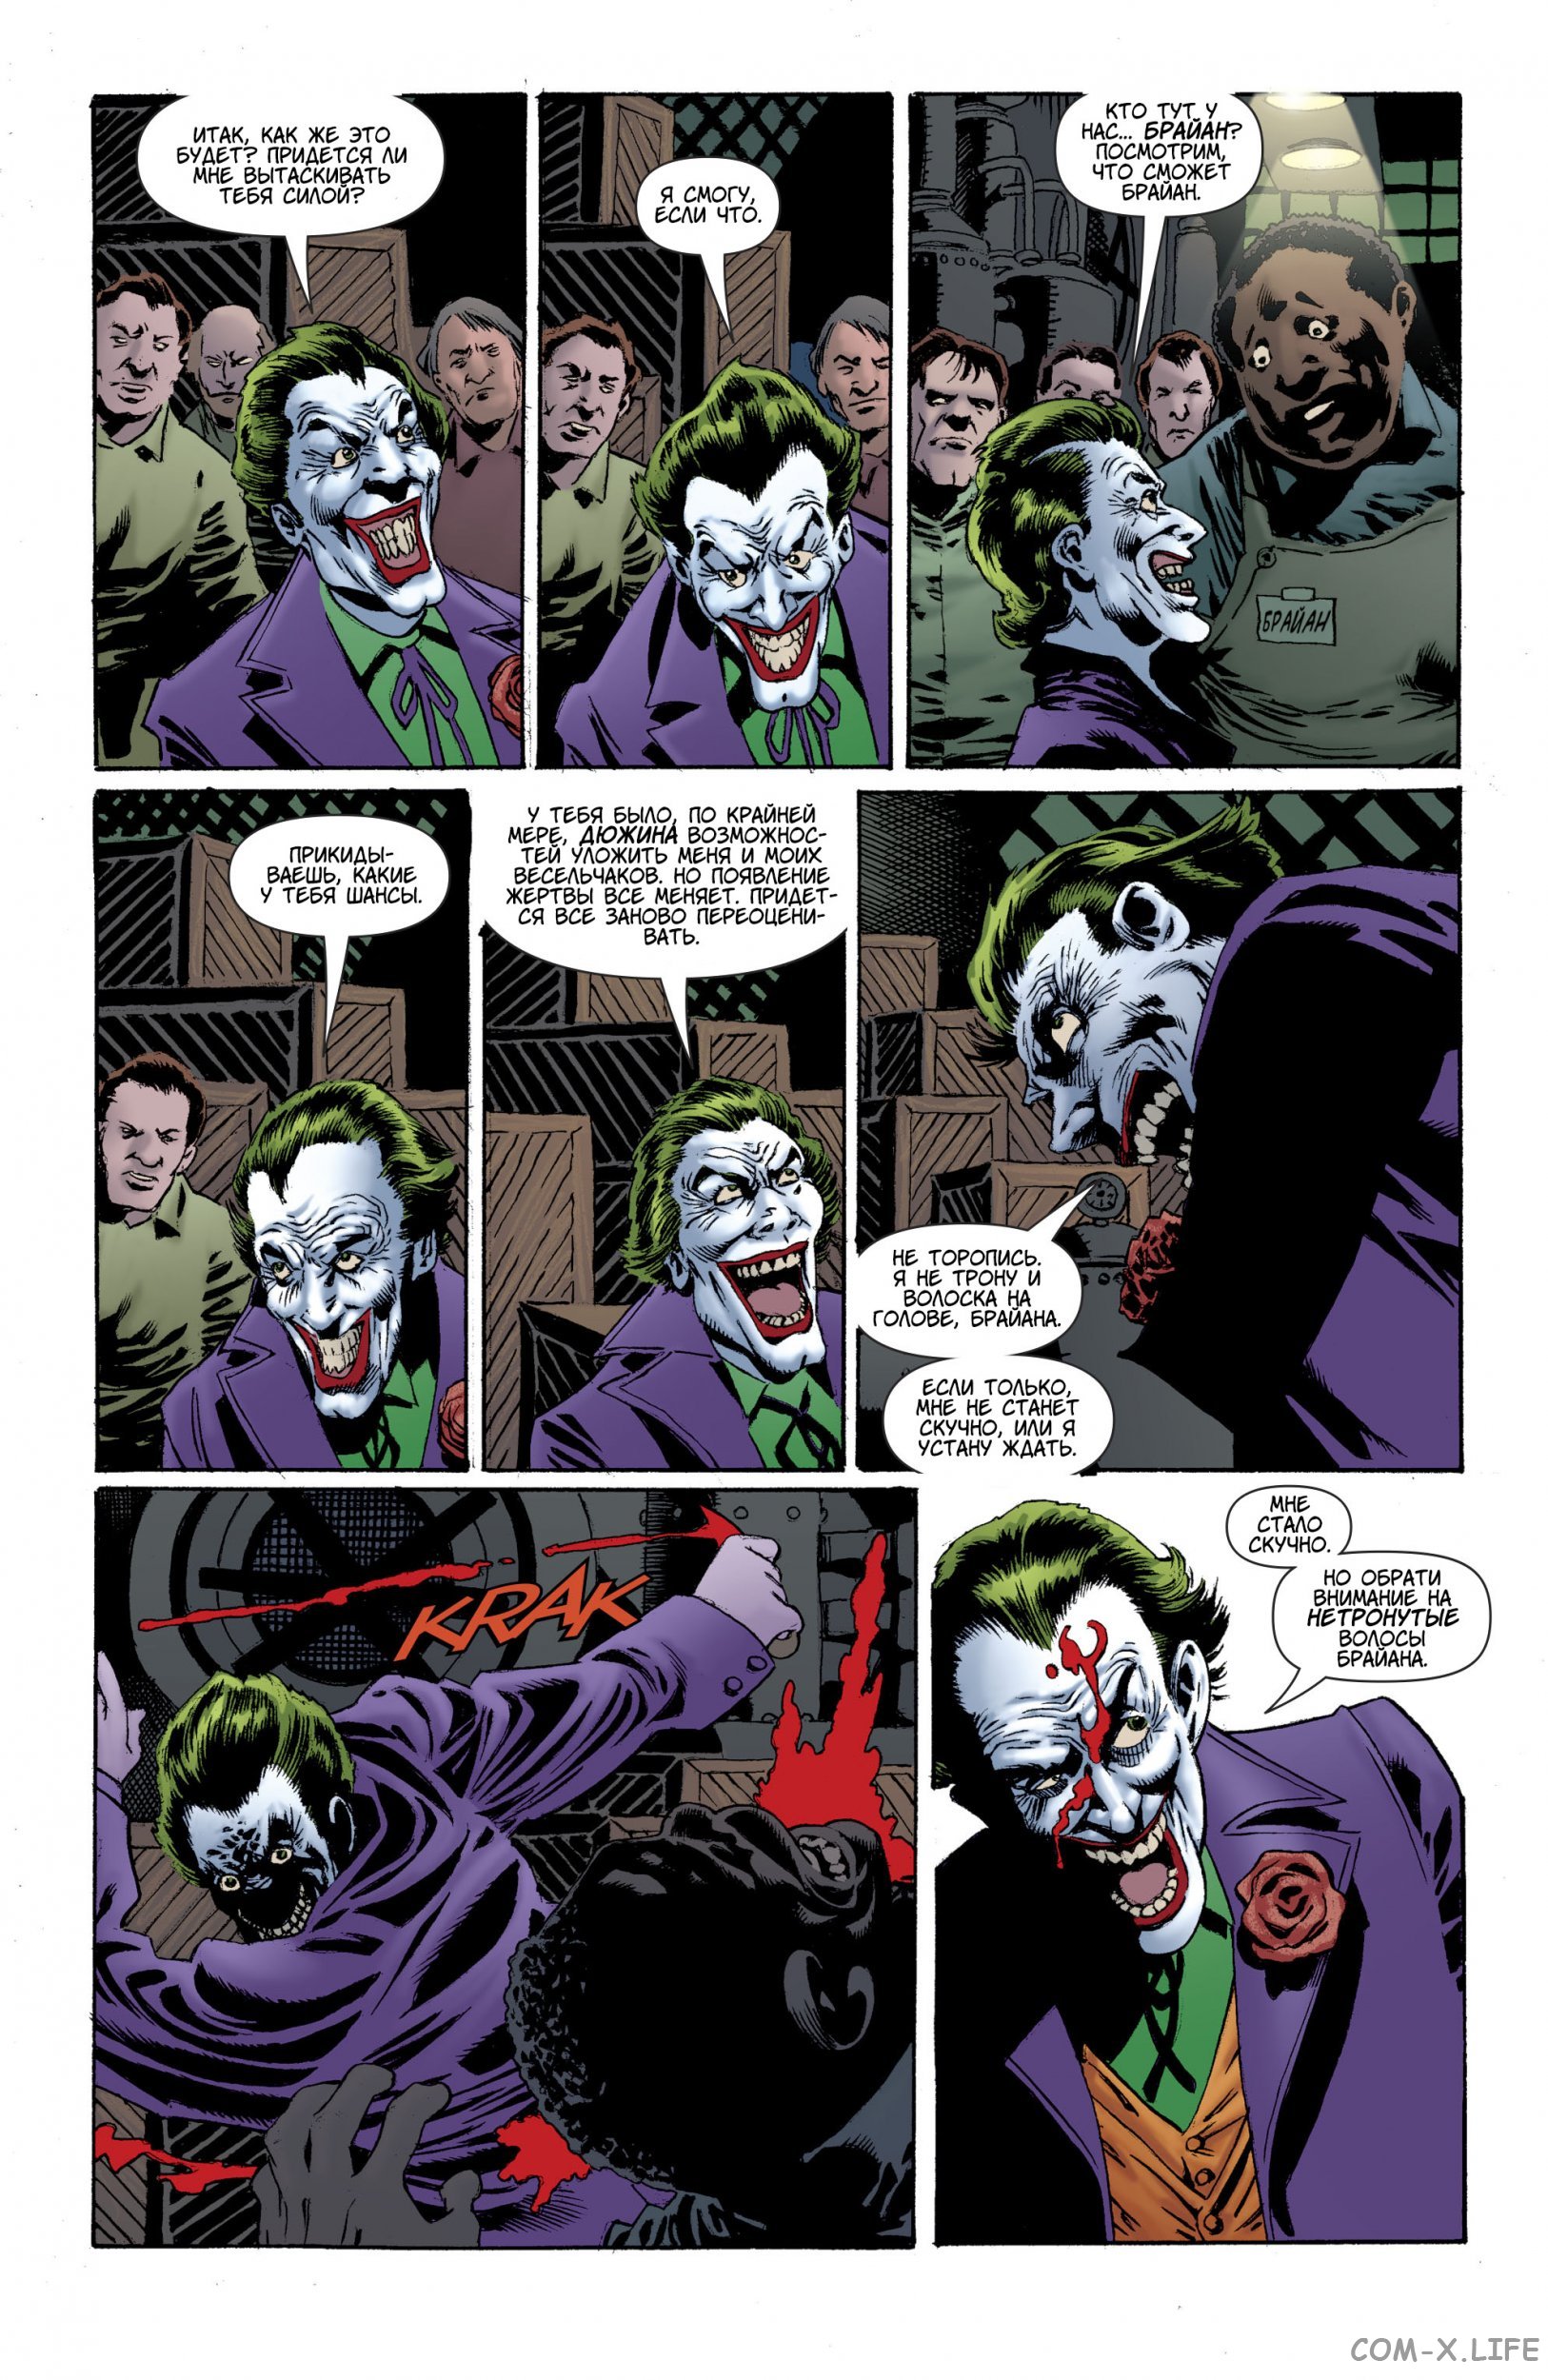 ИТАК, КАК ЖЕ ЭТО
БУДЕТ? ПРИДЕТСЯ ЛИ
МНЕ ВЫТАСКИВАТЬ
ТЕБЯ СИЛОЙ?
Я СМОГУ,
ЕСЛИ ЧТО.
КТО ТУТ У
НАС... БРАЙАН?
ПОСМОТРИМ,
ЧТО СМОЖЕТ
БРАЙАН.
БРАЙАН
ПРИКИДЫ-
ВАЕШЬ, КАКИЕ
У ТЕБЯ ШАНСЫ.
У ТЕБЯ БЫЛО, ПО КРАЙНЕЙ
МЕРЕ, ДЮЖИНА ВОЗМОЖНОС-
ТЕЙ УЛОЖИТЬ МЕНЯ И МОИХ
ВЕСЕЛЬЧАКОВ. НО ПОЯВЛЕНИЕ
ЖЕРТВЫ ВСЕ МЕНЯЕТ. ПРИДЕТ-
СЯ ВСЕ ЗАНОВО ПЕРЕОЦЕНИ-
ВАТЬ.
НЕ ТОРОПИСЬ.
Я НЕ ТРОНУ И
ВОЛОСКА НА
ГОЛОВЕ, БРАЙАНА.
ЕСЛИ ТОЛЬКО,
МНЕ НЕ СТАНЕТ
СКУЧНО, ИЛИ Я
УСТАНУ ЖДАТЬ.
KRAK
МНЕ
СТАЛО
СКУЧНО.
НО ОБРАТИ
ВНИМАНИЕ НА
НЕТРОНУТЫЕ
ВОЛОСЫ
БРАЙАНА.
COM-X.LIFE